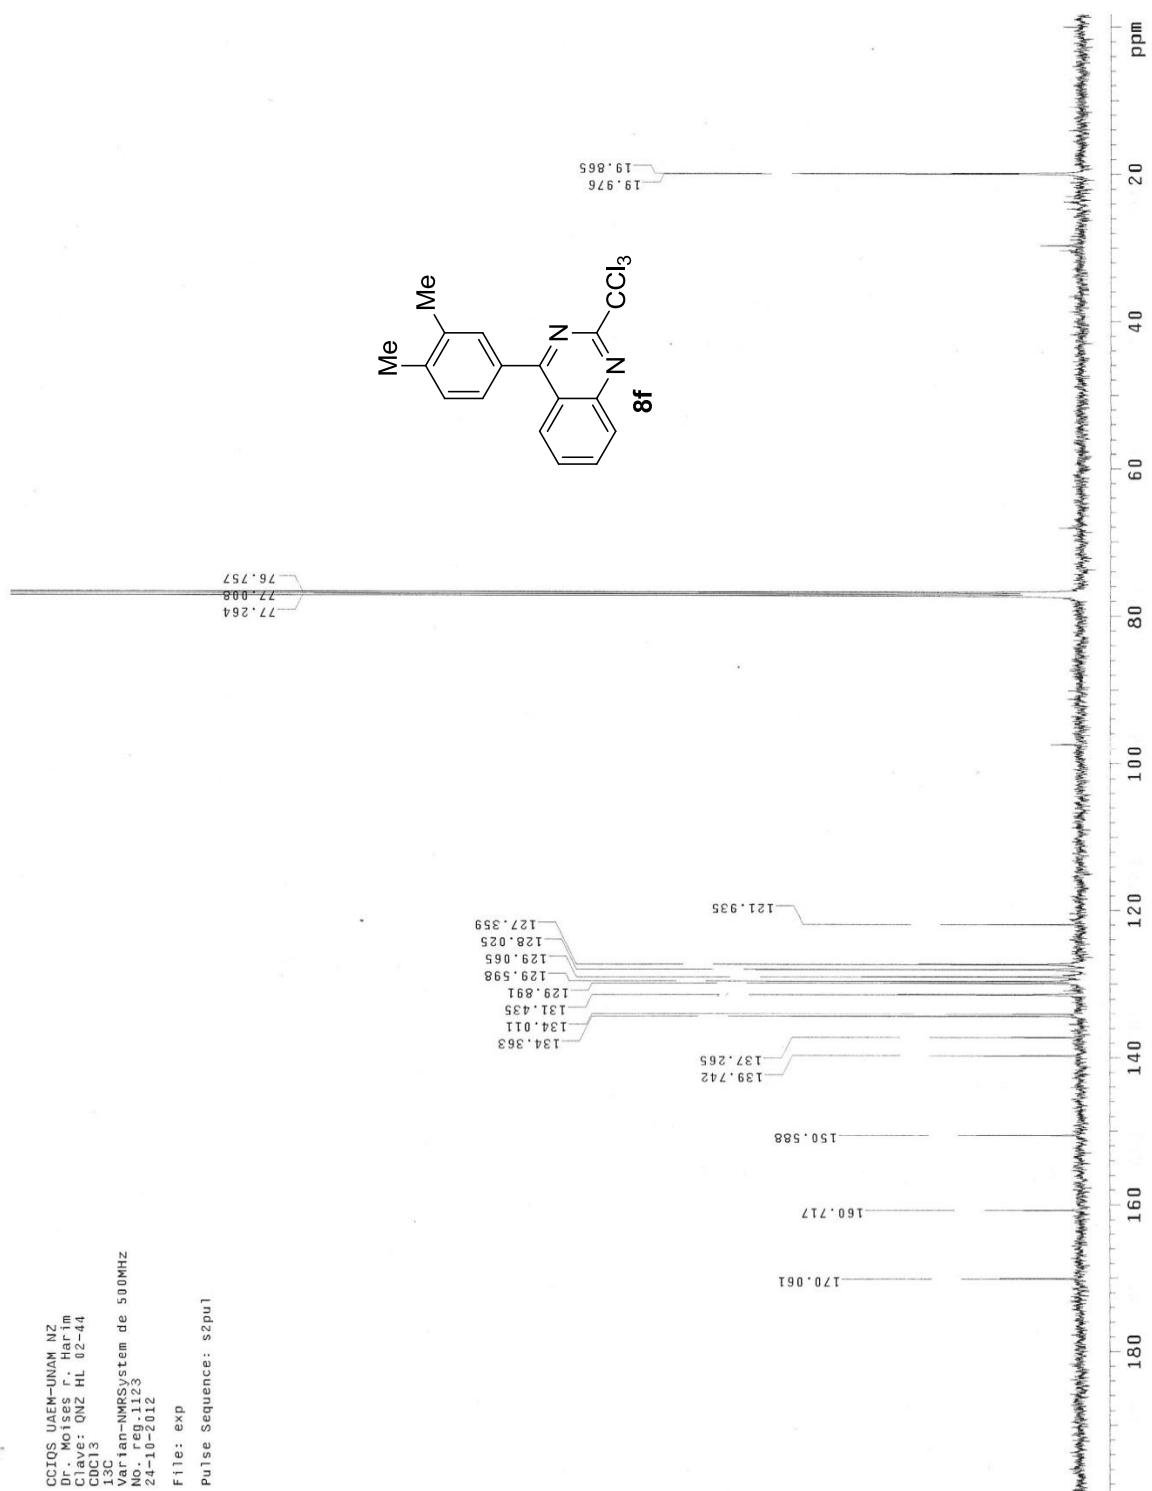 CCIQS UAEM-UNAM NZ
Dr. Moises r. Harim
Clave: QNZ HL 02-44
CDCl3
13C
Varian-NMRSystem de 500MHz
No. reg.1123
24-10-2012
File: exp
Pulse Sequence: s2pul
170.061
160.717
150.588
139.742
137.265
134.363
134.011
131.435
129.891
129.598
129.065
128.025
127.359
121.935
77.264
77.008
76.757
19.976
19.865
Me
Me
N
N
CCl3
8f
180
160
140
120
100
80
60
40
20
ppm